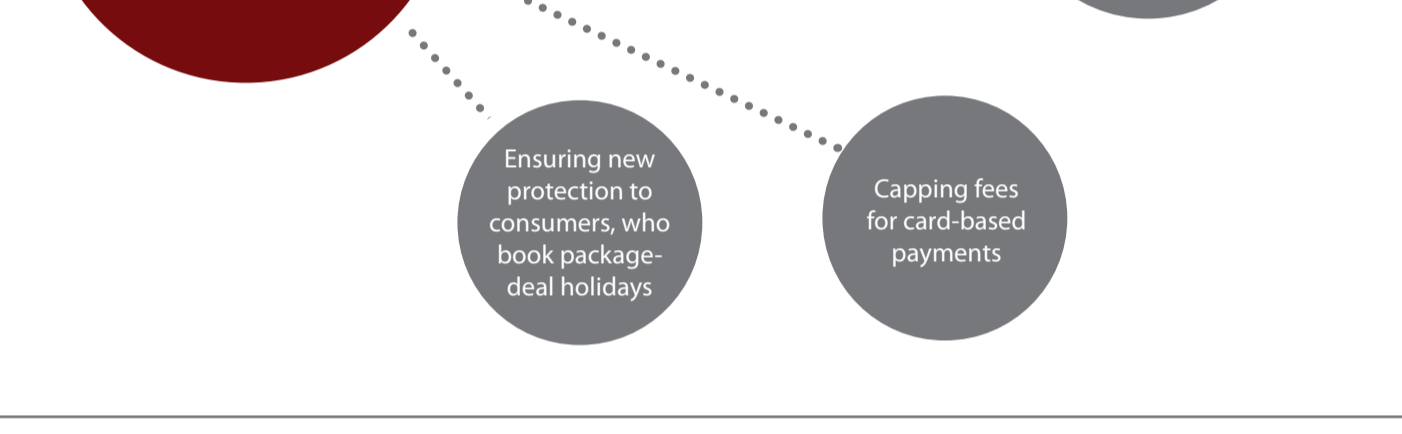 Ensuring new
protection to
consumers, who
book package-
deal holidays
Capping fees
for card-based
payments